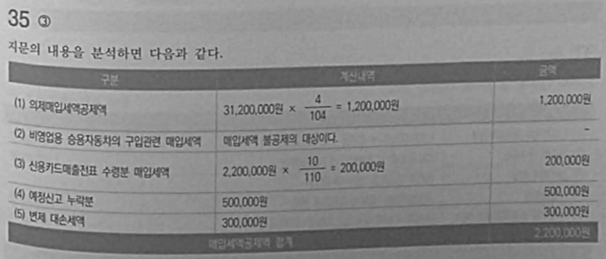 35 ③
지문의 내용을 분석하면 다음과 같다.
구분 계산내역 금액
(1) 의제매입세액공제액 31,200,000원 × 4/104 = 1,200,000원 1,200,000원
(2) 비영업용 승용자동차의 구입관련 매입세액 매입세액 불공제의 대상이다. -
(3) 신용카드매출전표 수령분 매입세액 2,200,000원 × 10/110 = 200,000원 200,000원
(4) 예정신고 누락분 500,000원 500,000원
(5) 변제 대손세액 300,000원 300,000원
매입세액공제액 합계 2,200,000원